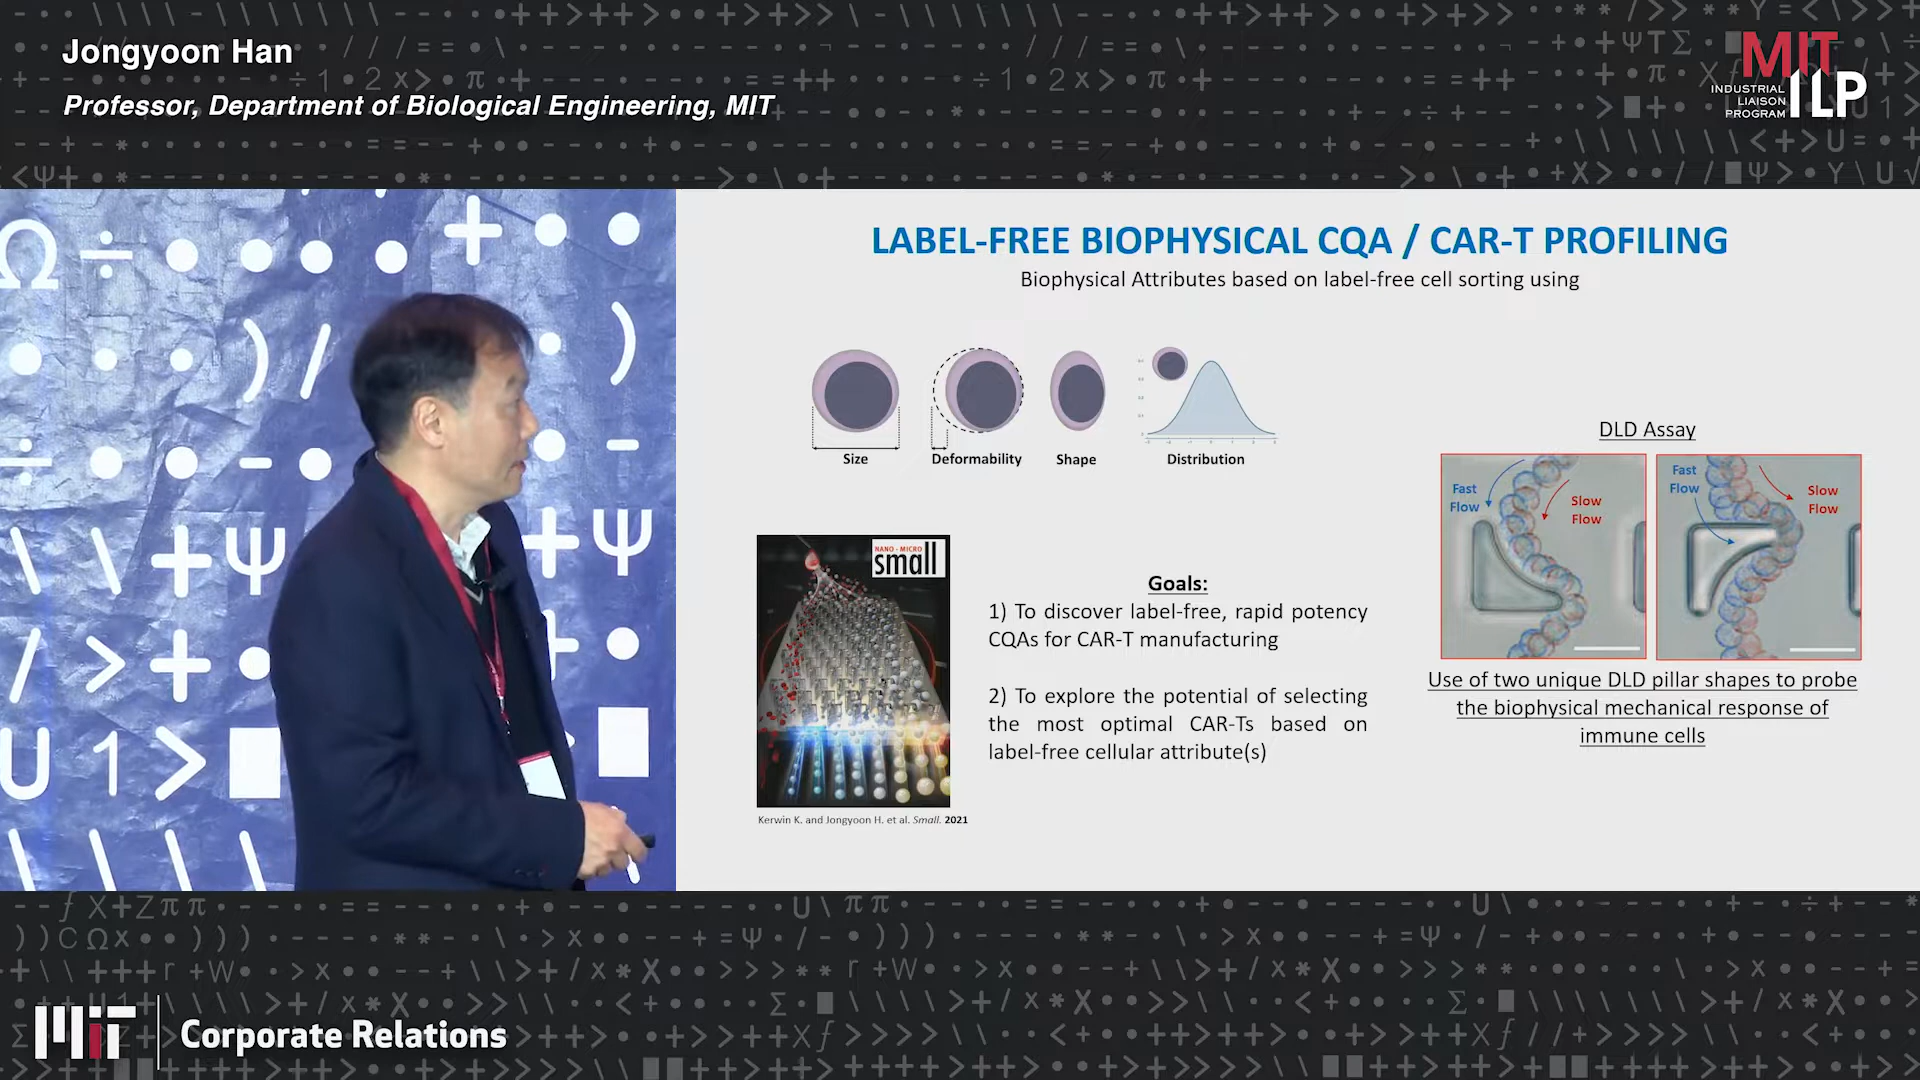 Jongyoon Han
Professor, Department of Biological Engineering, MIT
MIT
ILP
INDUSTRIAL
LIAISON
PROGRAM
LABEL-FREE BIOPHYSICAL CQA / CAR-T PROFILING
Biophysical Attributes based on label-free cell sorting using
Size
Deformability
Shape
Distribution
NANO - MICRO
small
Kerwin K. and Jongyoon H. et al. Small. 2021
Goals:
1) To discover label-free, rapid potency
CQAs for CAR-T manufacturing
2) To explore the potential of selecting
the most optimal CAR-Ts based on
label-free cellular attribute(s)
DLD Assay
Fast
Flow
Slow
Flow
Fast
Flow
Slow
Flow
Use of two unique DLD pillar shapes to probe
the biophysical mechanical response of
immune cells
MIT
Corporate Relations